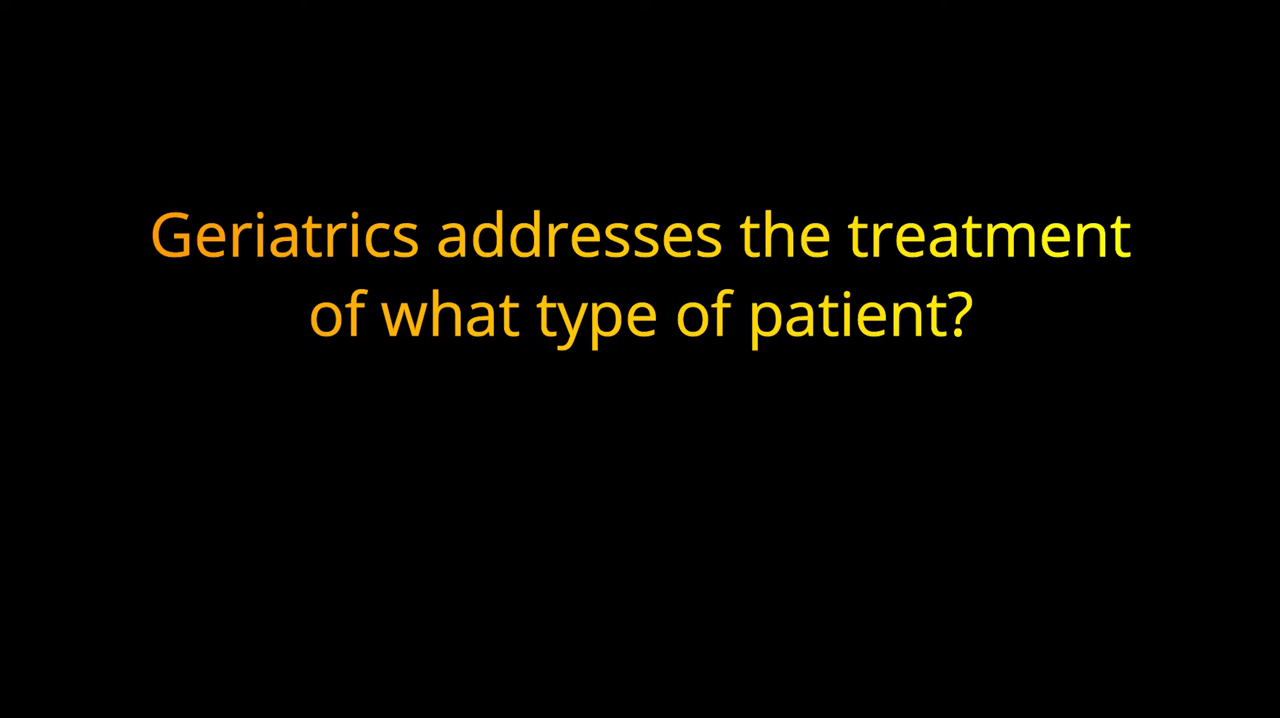 Geriatrics addresses the treatment
of what type of patient?